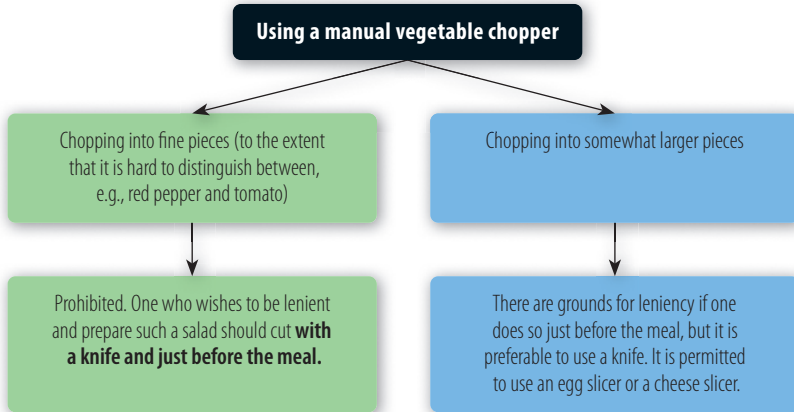 Using a manual vegetable chopper
Chopping into fine pieces (to the extent
that it is hard to distinguish between,
e.g., red pepper and tomato)
Chopping into somewhat larger pieces
Prohibited. One who wishes to be lenient
and prepare such a salad should cut with
a knife and just before the meal.
There are grounds for leniency if one
does so just before the meal, but it is
preferable to use a knife. It is permitted
to use an egg slicer or a cheese slicer.